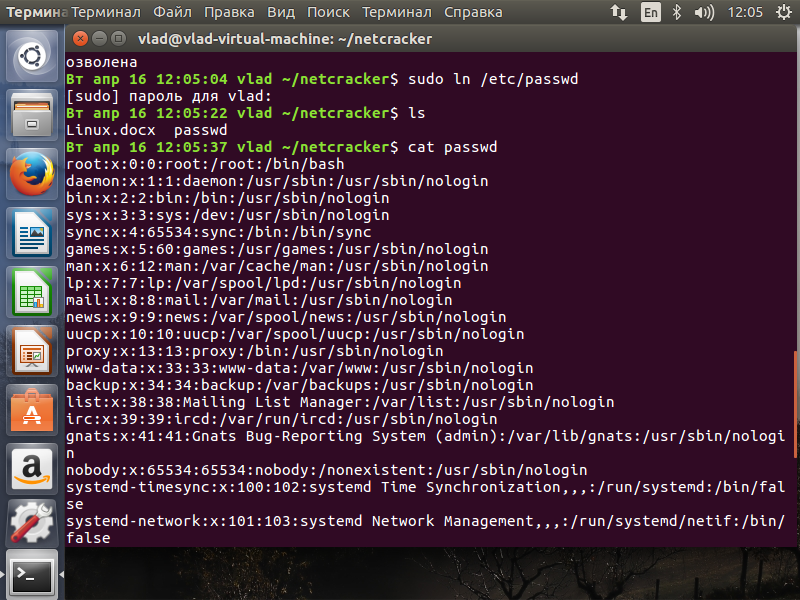 Терминал Терминал Файл Правка Вид Поиск Терминал Справка En 12:05
vlad@vlad-virtual-machine: ~/netcracker
озволена
Вт апр 16 12:05:04 vlad ~/netcracker$ sudo ln /etc/passwd
[sudo] пароль для vlad:
Вт апр 16 12:05:22 vlad ~/netcracker$ ls
Linux.docx  passwd
Вт апр 16 12:05:37 vlad ~/netcracker$ cat passwd
root:x:0:0:root:/root:/bin/bash
daemon:x:1:1:daemon:/usr/sbin:/usr/sbin/nologin
bin:x:2:2:bin:/bin:/usr/sbin/nologin
sys:x:3:3:sys:/dev:/usr/sbin/nologin
sync:x:4:65534:sync:/bin:/bin/sync
games:x:5:60:games:/usr/games:/usr/sbin/nologin
man:x:6:12:man:/var/cache/man:/usr/sbin/nologin
lp:x:7:7:lp:/var/spool/lpd:/usr/sbin/nologin
mail:x:8:8:mail:/var/mail:/usr/sbin/nologin
news:x:9:9:news:/var/spool/news:/usr/sbin/nologin
uucp:x:10:10:uucp:/var/spool/uucp:/usr/sbin/nologin
proxy:x:13:13:proxy:/bin:/usr/sbin/nologin
www-data:x:33:33:www-data:/var/www:/usr/sbin/nologin
backup:x:34:34:backup:/var/backups:/usr/sbin/nologin
list:x:38:38:Mailing List Manager:/var/list:/usr/sbin/nologin
irc:x:39:39:ircd:/var/run/ircd:/usr/sbin/nologin
gnats:x:41:41:Gnats Bug-Reporting System (admin):/var/lib/gnats:/usr/sbin/nologi
n
nobody:x:65534:65534:nobody:/nonexistent:/usr/sbin/nologin
systemd-timesync:x:100:102:systemd Time Synchronization,,,:/run/systemd:/bin/fal
se
systemd-network:x:101:103:systemd Network Management,,,:/run/systemd/netif:/bin/
false